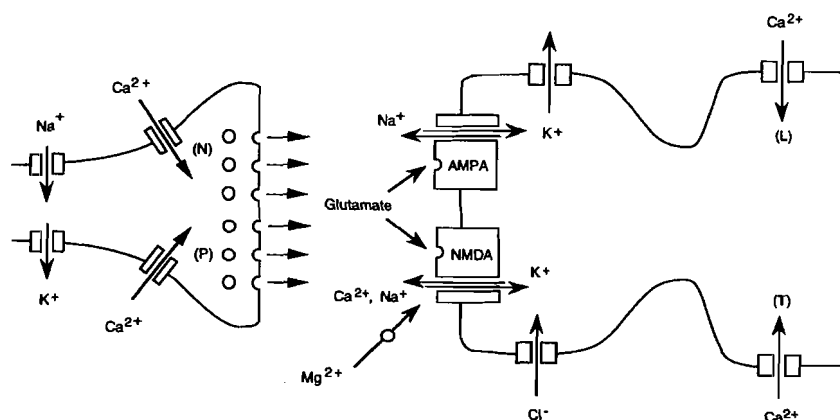 Ca2+
Na+
(N)
(P)
K+
Ca2+
Na+
K+
AMPA
Glutamate
NMDA
K+
Ca2+, Na+
Mg2+
Cl-
Ca2+
(L)
(T)
Ca2+